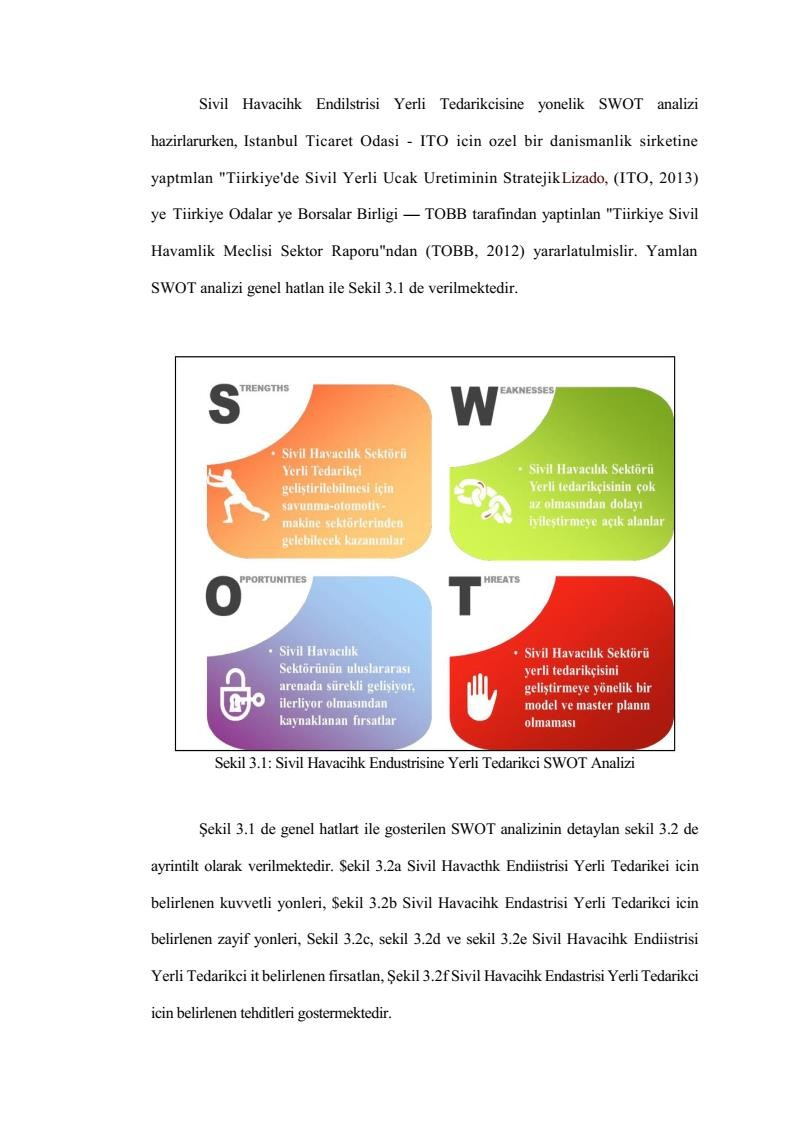 Sivil Havacihk Endilstrisi Yerli Tedarikcisine yonelik SWOT analizi
hazirlarurken, Istanbul Ticaret Odasi - ITO icin ozel bir danismanlik sirketine
yaptmlan "Tiirkiye'de Sivil Yerli Ucak Uretiminin StratejikLizado, (ITO, 2013)
ye Tiirkiye Odalar ye Borsalar Birligi — TOBB tarafindan yaptinlan "Tiirkiye Sivil
Havamlik Meclisi Sektor Raporu"ndan (TOBB, 2012) yararlatulmislir. Yamlan
SWOT analizi genel hatlan ile Sekil 3.1 de verilmektedir.
STRENGTHS
• Sivil Havacılık Sektörü
Yerli Tedarikçi
geliştirilebilmesi için
savunma-otomotiv-
makine sektörlerinden
gelebilecek kazanımlar
WEAKNESSES
• Sivil Havacılık Sektörü
Yerli tedarikçisinin çok
az olmasından dolayı
iyileştirmeye açık alanlar
OPPORTUNITIES
• Sivil Havacılık
Sektörünün uluslararası
arenada sürekli gelişiyor,
ilerliyor olmasından
kaynaklanan fırsatlar
THREATS
• Sivil Havacılık Sektörü
yerli tedarikçisini
geliştirmeye yönelik bir
model ve master planın
olmaması
Sekil 3.1: Sivil Havacihk Endustrisine Yerli Tedarikci SWOT Analizi
Şekil 3.1 de genel hatlart ile gosterilen SWOT analizinin detaylan sekil 3.2 de
ayrintilt olarak verilmektedir. $ekil 3.2a Sivil Havacthk Endiistrisi Yerli Tedarikei icin
belirlenen kuvvetli yonleri, $ekil 3.2b Sivil Havacihk Endastrisi Yerli Tedarikci icin
belirlenen zayif yonleri, Sekil 3.2c, sekil 3.2d ve sekil 3.2e Sivil Havacihk Endiistrisi
Yerli Tedarikci it belirlenen firsatlan, Şekil 3.2f Sivil Havacihk Endastrisi Yerli Tedarikci
icin belirlenen tehditleri gostermektedir.